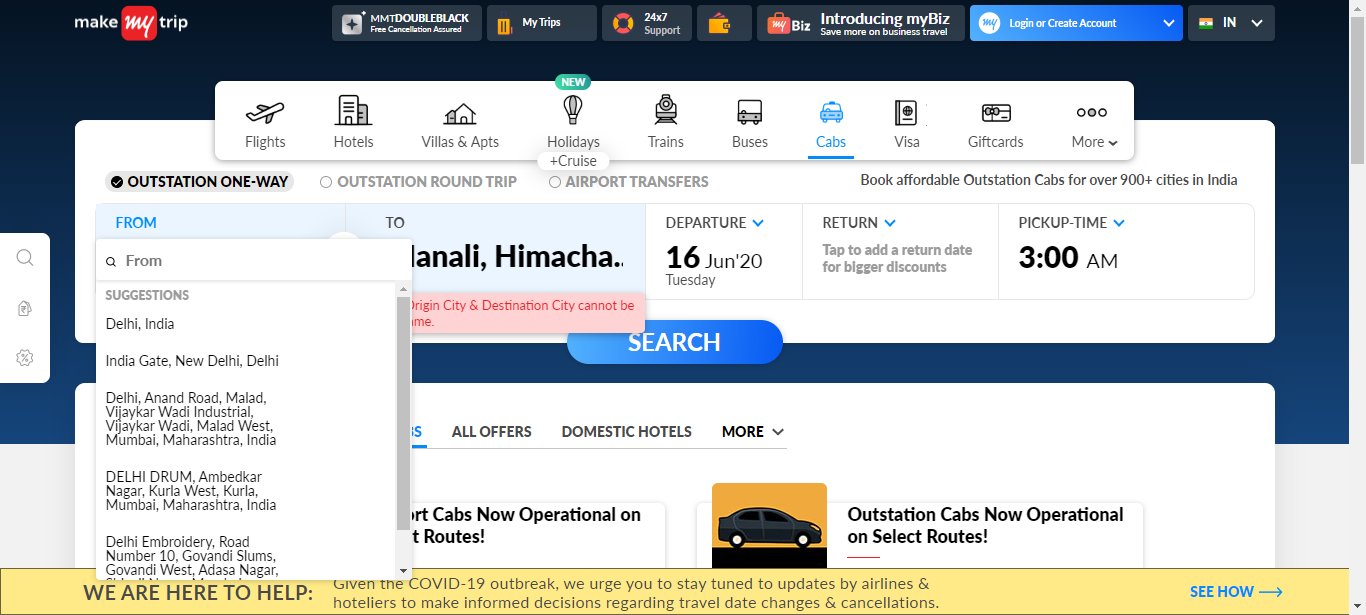 make my trip
MMTDOUBLEBLACK
Free Cancellation Assured
My Trips
24x7
Support
my Biz
Introducing myBiz
Save more on business travel
my
Login or Create Account
IN
NEW
Flights
Hotels
Villas & Apts
Holidays
Trains
Buses
Cabs
Visa
Giftcards
More
+Cruise
OUTSTATION ONE-WAY
OUTSTATION ROUND TRIP
AIRPORT TRANSFERS
Book affordable Outstation Cabs for over 900+ cities in India
FROM
TO
DEPARTURE
RETURN
PICKUP-TIME
anali, Himacha..
16 Jun'20
Tuesday
Tap to add a return date
for bigger discounts
3:00 AM
From
rigin City & Destination City cannot be
me.
SUGGESTIONS
Delhi, India
India Gate, New Delhi, Delhi
Delhi, Anand Road, Malad,
Vijaykar Wadi Industrial,
Vijaykar Wadi, Malad West,
Mumbai, Maharashtra, India
DELHI DRUM, Ambedkar
Nagar, Kurla West, Kurla,
Mumbai, Maharashtra, India
Delhi Embroidery, Road
Number 10, Govandi Slums,
Govandi West, Adasa Nagar,
SEARCH
BS
ALL OFFERS
DOMESTIC HOTELS
MORE
rt Cabs Now Operational on
t Routes!
Outstation Cabs Now Operational
on Select Routes!
WE ARE HERE TO HELP:
Given the COVID-19 outbreak, we urge you to stay tuned to updates by airlines &
hoteliers to make informed decisions regarding travel date changes & cancellations.
SEE HOW